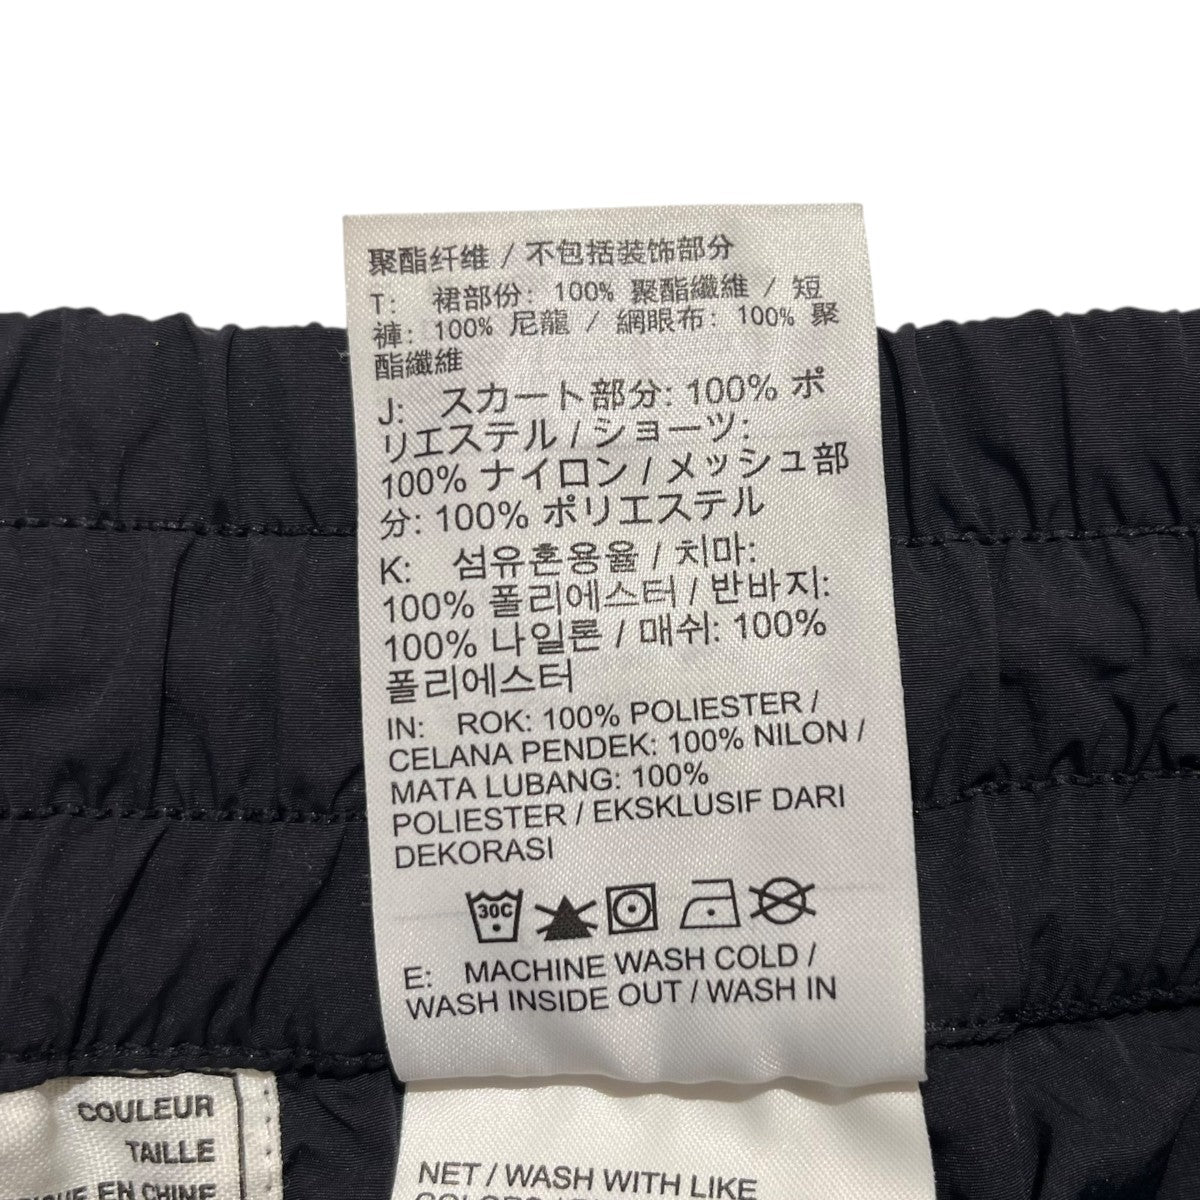 聚酯纤维 / 不包括装饰部分
T: 裙部份: 100% 聚酯纖維 / 短
褲: 100% 尼龍 / 網眼布: 100% 聚
酯纖維
J: スカート部分: 100% ポ
リエステル / ショーツ:
100% ナイロン / メッシュ部
分: 100% ポリエステル
K: 섬유혼용율 / 치마:
100% 폴리에스터 / 반바지:
100% 나일론 / 매쉬: 100%
폴리에스터
IN: ROK: 100% POLIESTER /
CELANA PENDEK: 100% NILON /
MATA LUBANG: 100%
POLIESTER / EKSKLUSIF DARI
DEKORASI
30C
E: MACHINE WASH COLD /
WASH INSIDE OUT / WASH IN
COULEUR
TAILLE
EN CHINE
NET / WASH WITH LIKE